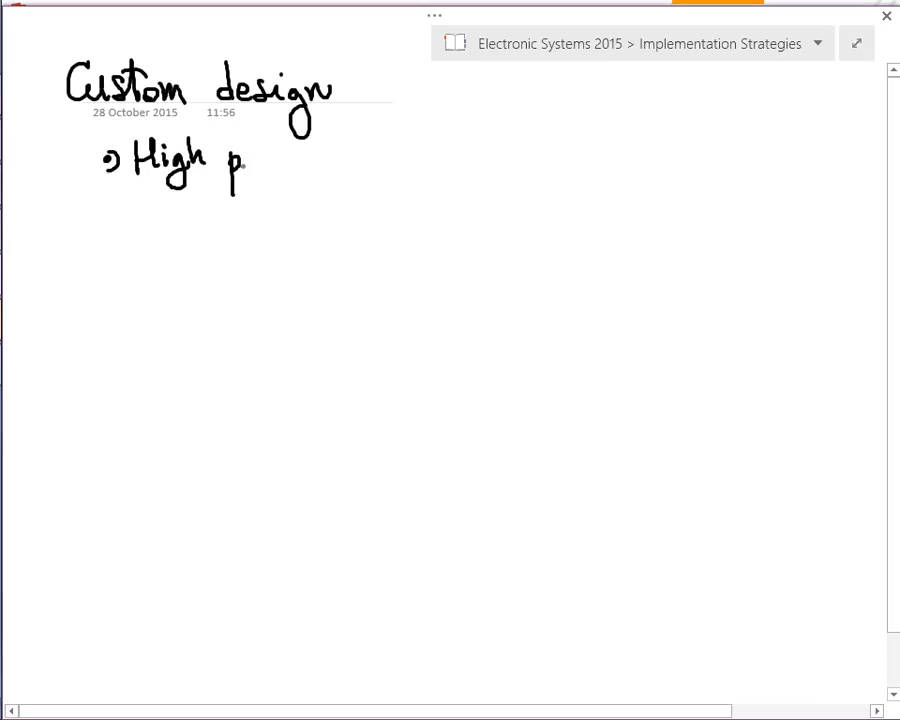 Electronic Systems 2015 > Implementation Strategies
Custom design
28 October 2015 11:56
High p